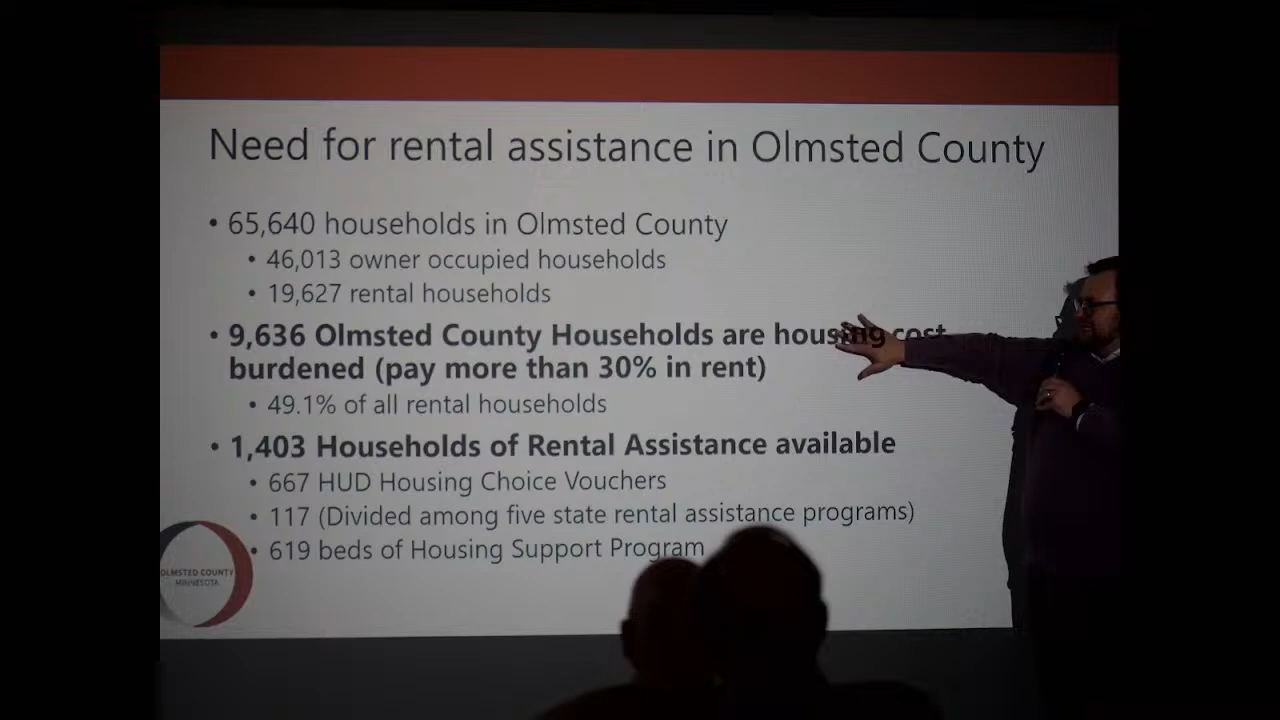 Need for rental assistance in Olmsted County
• 65,640 households in Olmsted County
• 46,013 owner occupied households
• 19,627 rental households
• 9,636 Olmsted County Households are housing cost
burdened (pay more than 30% in rent)
• 49.1% of all rental households
• 1,403 Households of Rental Assistance available
• 667 HUD Housing Choice Vouchers
• 117 (Divided among five state rental assistance programs)
• 619 beds of Housing Support Program
OLMSTED COUNTY
MINNESOTA